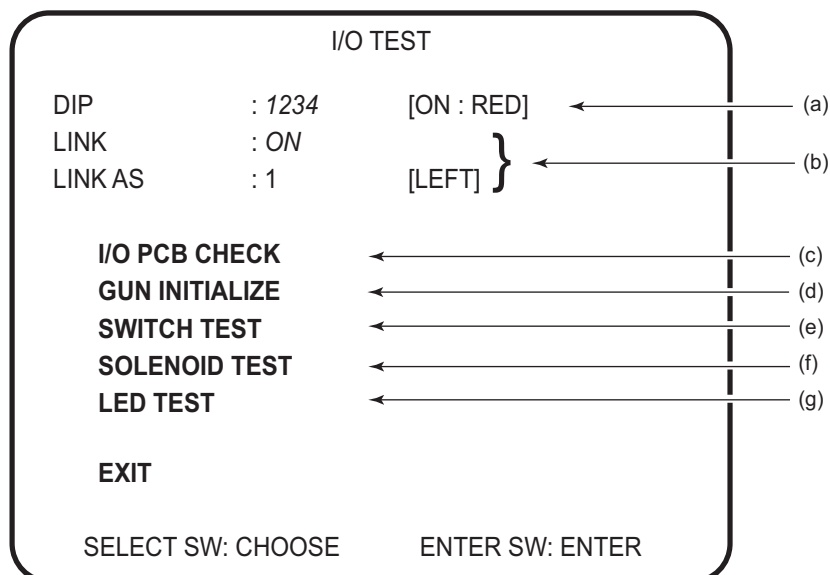 I/O TEST
DIP : 1234 [ON : RED] (a)
LINK : ON
LINK AS : 1 [LEFT] } (b)
I/O PCB CHECK (c)
GUN INITIALIZE (d)
SWITCH TEST (e)
SOLENOID TEST (f)
LED TEST (g)
EXIT
SELECT SW: CHOOSE ENTER SW: ENTER